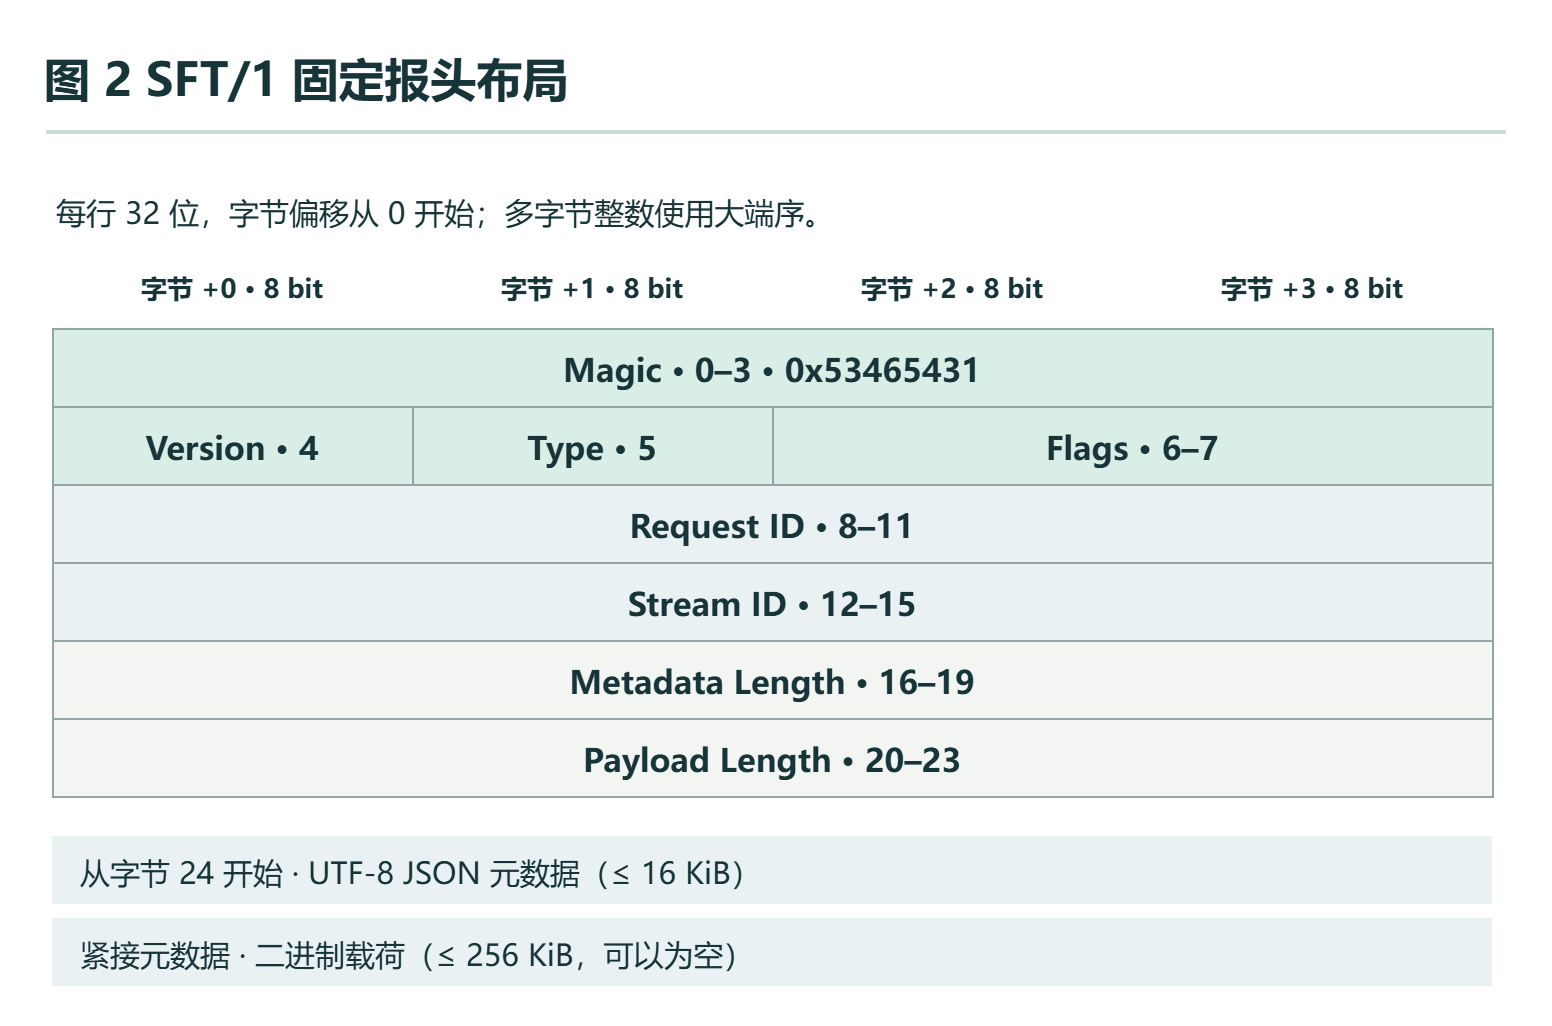 图 2 SFT/1 固定报头布局
每行 32 位，字节偏移从 0 开始；多字节整数使用大端序。
字节 +0 • 8 bit
字节 +1 • 8 bit
字节 +2 • 8 bit
字节 +3 • 8 bit
Magic • 0–3 • 0x53465431
Version • 4
Type • 5
Flags • 6–7
Request ID • 8–11
Stream ID • 12–15
Metadata Length • 16–19
Payload Length • 20–23
从字节 24 开始 · UTF-8 JSON 元数据（≤ 16 KiB）
紧接元数据 · 二进制载荷（≤ 256 KiB，可以为空）